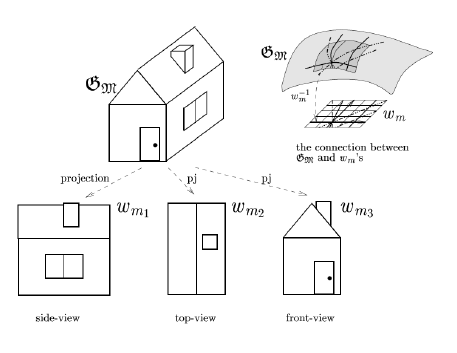 𝔊𝔐
𝔊𝔐
w_m^{-1}
w_m
the connection between
𝔊𝔐 and w_m's
projection
pj
pj
w_{m_1}
w_{m_2}
w_{m_3}
side-view
top-view
front-view